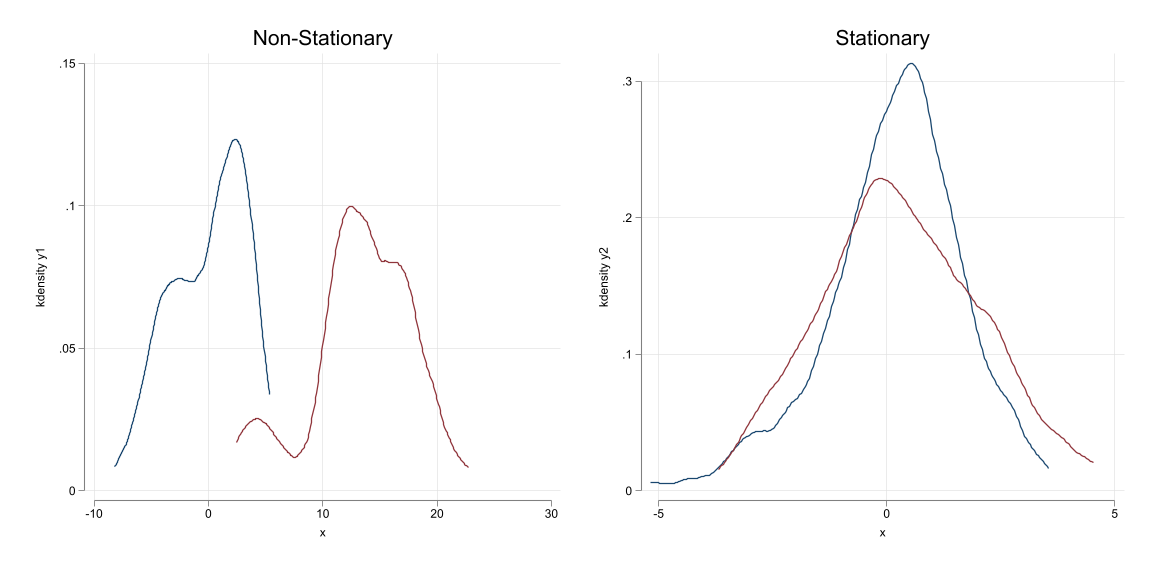 Non-Stationary
kdensity y1
.15
.1
.05
0
-10
0
10
20
30
x
Stationary
kdensity y2
.3
.2
.1
0
-5
0
5
x